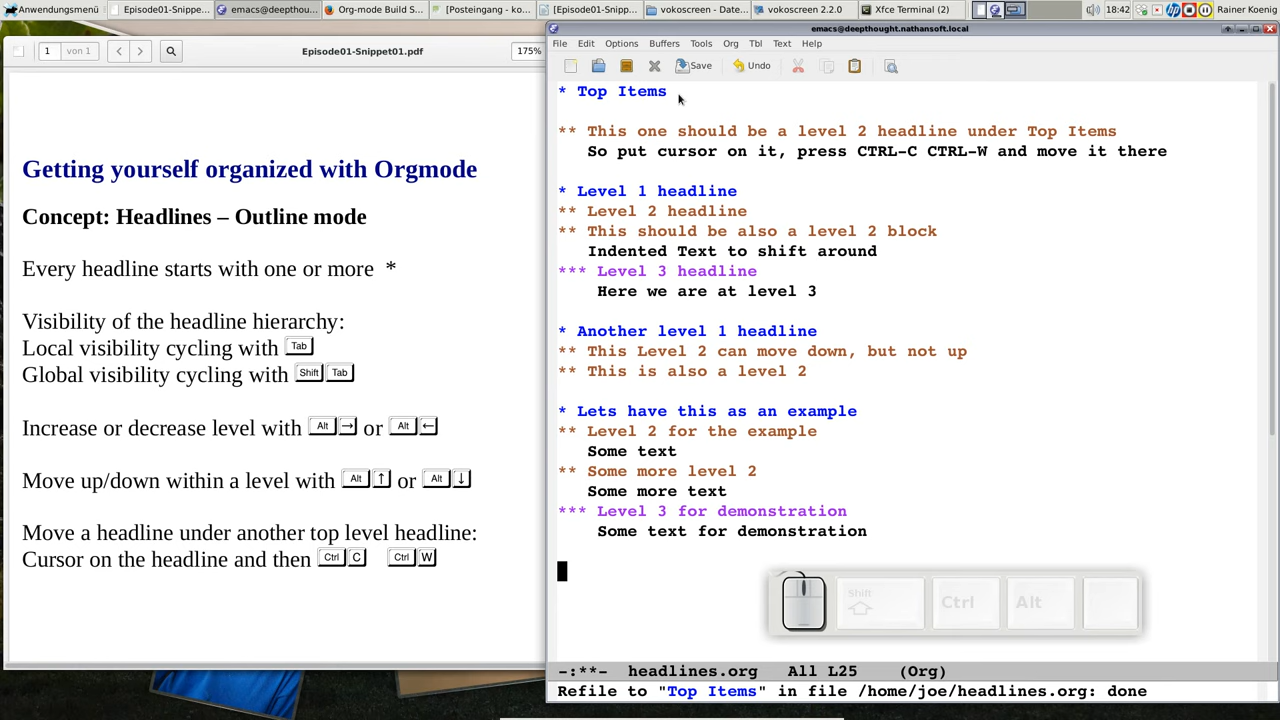 Anwendungsmenü
Episode01-Snippe...
emacs@deepthou...
Org-mode Build S...
[Posteingang - ko...
[Episode01-Snipp...
vokoscreen - Date...
vokoscreen 2.2.0
Xfce Terminal (2)
18:42
Rainer Koenig
1 von 1
Episode01-Snippet01.pdf
175%
Getting yourself organized with Orgmode
Concept: Headlines – Outline mode
Every headline starts with one or more *
Visibility of the headline hierarchy:
Local visibility cycling with Tab
Global visibility cycling with Shift Tab
Increase or decrease level with Alt → or Alt ←
Move up/down within a level with Alt ↑ or Alt ↓
Move a headline under another top level headline:
Cursor on the headline and then Ctrl C Ctrl W
emacs@deepthought.nathansoft.local
File Edit Options Buffers Tools Org Tbl Text Help
Save Undo
* Top Items
** This one should be a level 2 headline under Top Items
So put cursor on it, press CTRL-C CTRL-W and move it there
* Level 1 headline
** Level 2 headline
** This should be also a level 2 block
Indented Text to shift around
*** Level 3 headline
Here we are at level 3
* Another level 1 headline
** This Level 2 can move down, but not up
** This is also a level 2
* Lets have this as an example
** Level 2 for the example
Some text
** Some more level 2
Some more text
*** Level 3 for demonstration
Some text for demonstration
Shift Ctrl Alt
-:**- headlines.org All L25 (Org)
Refile to "Top Items" in file /home/joe/headlines.org: done